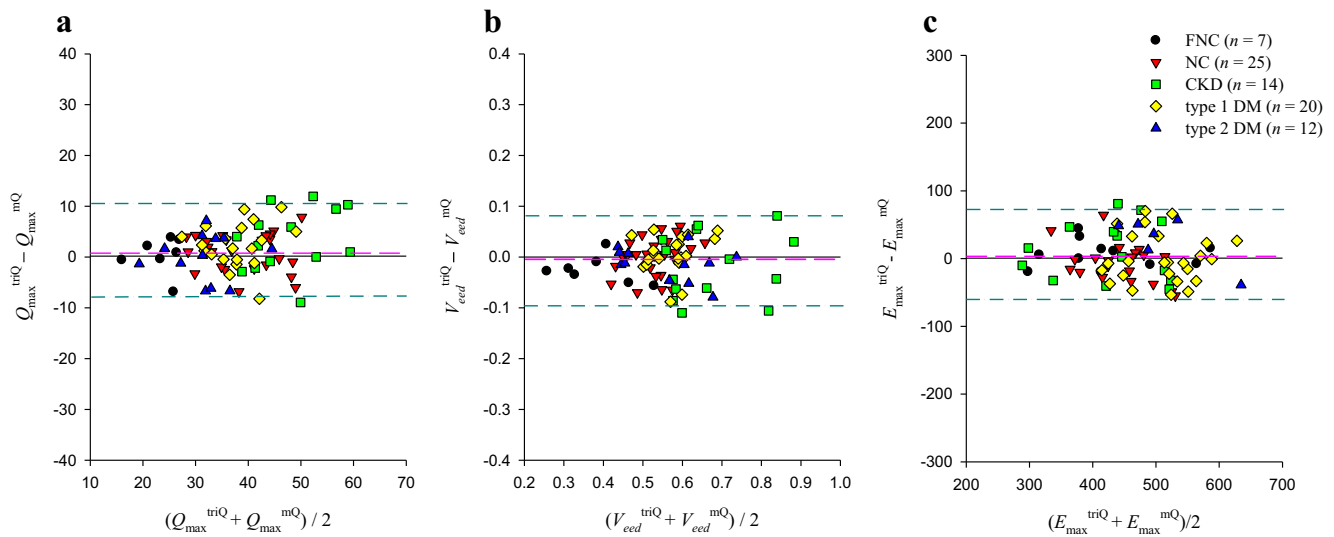 a
40
30
20
10
0
-10
-20
-30
-40
10 20 30 40 50 60 70
Q_max^triQ − Q_max^mQ
(Q_max^triQ + Q_max^mQ) / 2
b
0.4
0.3
0.2
0.1
0.0
-0.1
-0.2
-0.3
0.4
0.2 0.3 0.4 0.5 0.6 0.7 0.8 0.9 1.0
V_eed^triQ − V_eed^mQ
(V_eed^triQ + V_eed^mQ) / 2
c
300
200
100
0
-100
-200
-300
200 300 400 500 600 700
E_max^triQ - E_max^mQ
(E_max^triQ + E_max^mQ)/2
FNC (n = 7)
NC (n = 25)
CKD (n = 14)
type 1 DM (n = 20)
type 2 DM (n = 12)